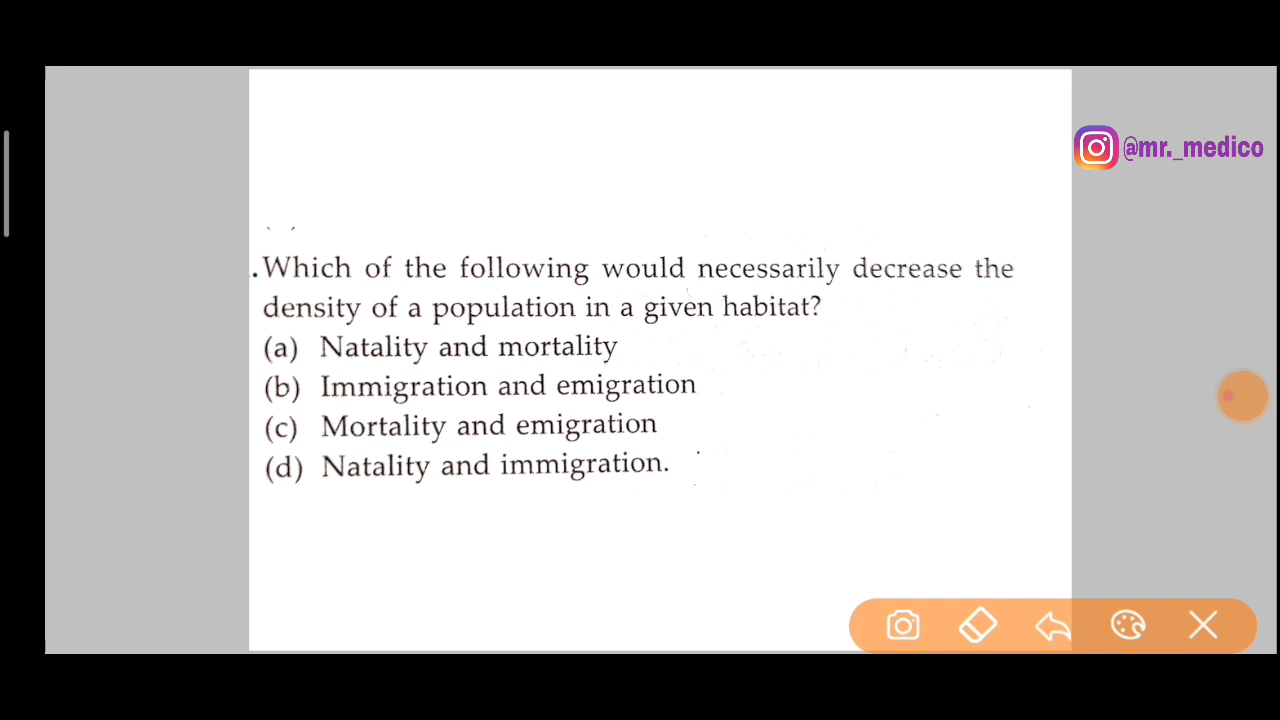 @mr._medico
.Which of the following would necessarily decrease the
density of a population in a given habitat?
(a) Natality and mortality
(b) Immigration and emigration
(c) Mortality and emigration
(d) Natality and immigration.